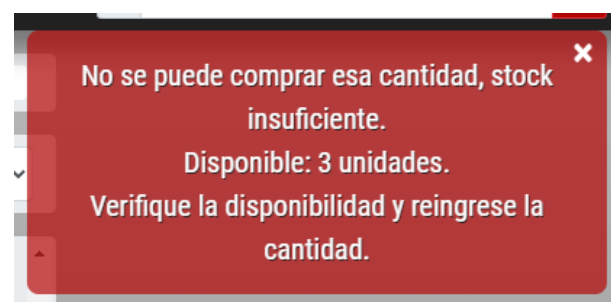 No se puede comprar esa cantidad, stock
insuficiente.
Disponible: 3 unidades.
Verifique la disponibilidad y reingrese la
cantidad.